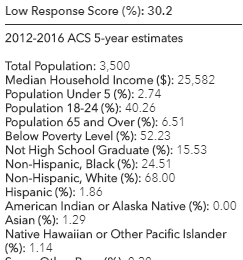 Low Response Score (%): 30.2
2012-2016 ACS 5-year estimates
Total Population: 3,500
Median Household Income ($): 25,582
Population Under 5 (%): 2.74
Population 18-24 (%): 40.26
Population 65 and Over (%): 6.51
Below Poverty Level (%): 52.23
Not High School Graduate (%): 15.53
Non-Hispanic, Black (%): 24.51
Non-Hispanic, White (%): 68.00
Hispanic (%): 1.86
American Indian or Alaska Native (%): 0.00
Asian (%): 1.29
Native Hawaiian or Other Pacific Islander
(%): 1.14